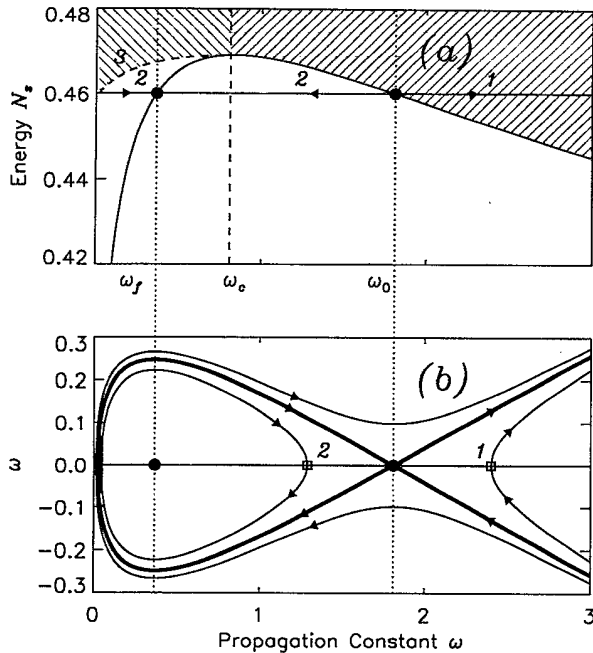 0.48
0.46
0.44
0.42
Energy N_s
3
2
2
1
(a)
ω_f
ω_c
ω_0
0.3
0.2
0.1
0.0
−0.1
−0.2
−0.3
ω
(b)
2
1
0
1
2
3
Propagation Constant ω